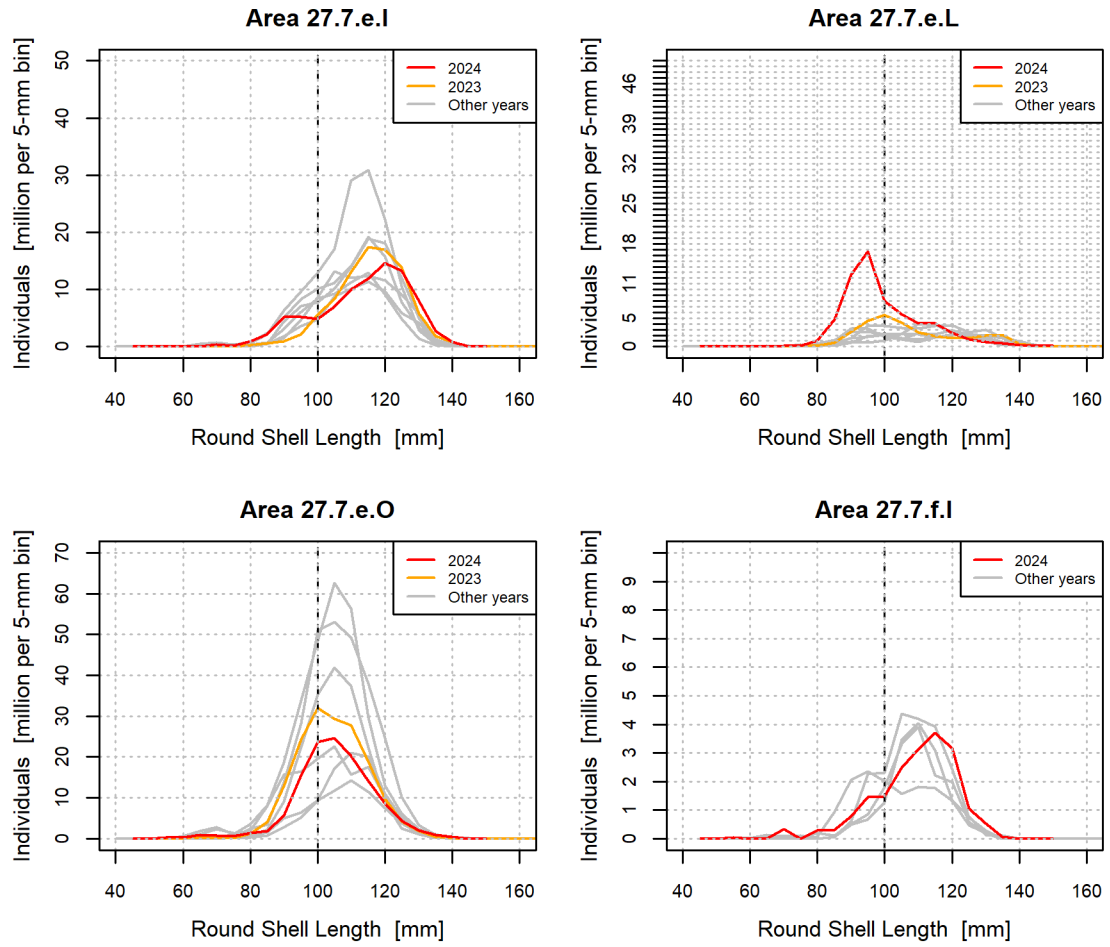 Area 27.7.e.I
Individuals [million per 5-mm bin]
50
40
30
20
10
0
2024
2023
Other years
40 60 80 100 120 140 160
Round Shell Length [mm]
Area 27.7.e.L
Individuals [million per 5-mm bin]
46
39
32
25
18
11
5
0
2024
2023
Other years
40 60 80 100 120 140 160
Round Shell Length [mm]
Area 27.7.e.O
Individuals [million per 5-mm bin]
70
60
50
40
30
20
10
0
2024
2023
Other years
40 60 80 100 120 140 160
Round Shell Length [mm]
Area 27.7.f.I
Individuals [million per 5-mm bin]
9
8
7
6
5
4
3
2
1
0
2024
Other years
40 60 80 100 120 140 160
Round Shell Length [mm]